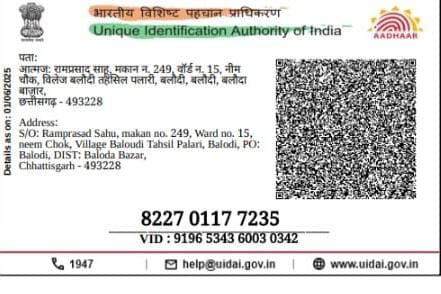 भारतीय विशिष्ट पहचान प्राधिकरण
Unique Identification Authority of India
AADHAAR
Details as on: 01/06/2025
पता:
आत्मज: रामप्रसाद साहू, मकान न. 249, वॉर्ड न. 15, नीम
चौक, विलेज बलौदी तहसिल पलारी, बलौदी, बलौदी, बलौदा
बाज़ार,
छत्तीसगढ़ - 493228
Address:
S/O: Ramprasad Sahu, makan no. 249, Ward no. 15,
neem Chok, Village Baloudi Tahsil Palari, Balodi, PO:
Balodi, DIST: Baloda Bazar,
Chhattisgarh - 493228
8227 0117 7235
VID : 9196 5343 6003 0342
1947 | help@uidai.gov.in | www.uidai.gov.in